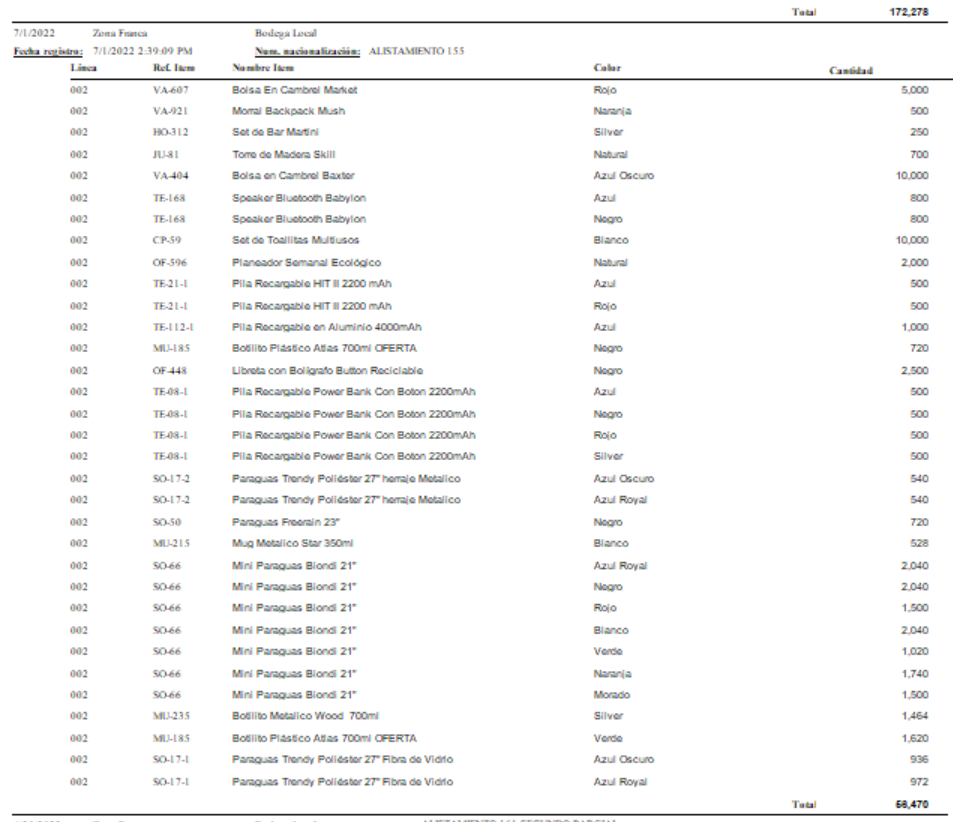 Total 172,278
7/1/2022 Zona Franca Bodega Local
Fecha registro: 7/1/2022 2:39:09 PM Num. nacionalización: ALISTAMIENTO 155
Línea Ref. Item Nombre Item Color Cantidad
002 VA-607 Bolsa En Cambrel Market Rojo 5,000
002 VA-921 Morral Backpack Mush Naranja 500
002 HO-312 Set de Bar Martini Silver 250
002 JU-81 Torre de Madera Skill Natural 700
002 VA-404 Bolsa en Cambrel Baxter Azul Oscuro 10,000
002 TE-168 Speaker Bluetooth Babylon Azul 800
002 TE-168 Speaker Bluetooth Babylon Negro 800
002 CP-59 Set de Toallitas Multiusos Blanco 10,000
002 OF-596 Planeador Semanal Ecológico Natural 2,000
002 TE-21-1 Pila Recargable HIT II 2200 mAh Azul 500
002 TE-21-1 Pila Recargable HIT II 2200 mAh Rojo 500
002 TE-112-1 Pila Recargable en Aluminio 4000mAh Azul 1,000
002 MU-185 Botilito Plástico Atlas 700ml OFERTA Negro 720
002 OF-448 Libreta con Bolígrafo Button Reciclable Negro 2,500
002 TE-08-1 Pila Recargable Power Bank Con Boton 2200mAh Azul 500
002 TE-08-1 Pila Recargable Power Bank Con Boton 2200mAh Negro 500
002 TE-08-1 Pila Recargable Power Bank Con Boton 2200mAh Rojo 500
002 TE-08-1 Pila Recargable Power Bank Con Boton 2200mAh Silver 500
002 SO-17-2 Paraguas Trendy Poliéster 27" herraje Metalico Azul Oscuro 540
002 SO-17-2 Paraguas Trendy Poliéster 27" herraje Metalico Azul Royal 540
002 SO-50 Paraguas Freerain 23" Negro 720
002 MU-215 Mug Metalico Star 350ml Blanco 528
002 SO-66 Mini Paraguas Biondi 21" Azul Royal 2,040
002 SO-66 Mini Paraguas Biondi 21" Negro 2,040
002 SO-66 Mini Paraguas Biondi 21" Rojo 1,500
002 SO-66 Mini Paraguas Biondi 21" Blanco 2,040
002 SO-66 Mini Paraguas Biondi 21" Verde 1,020
002 SO-66 Mini Paraguas Biondi 21" Naranja 1,740
002 SO-66 Mini Paraguas Biondi 21" Morado 1,500
002 MU-235 Botilito Metalico Wood 700ml Silver 1,464
002 MU-185 Botilito Plástico Atlas 700ml OFERTA Verde 1,620
002 SO-17-1 Paraguas Trendy Poliéster 27" Fibra de Vidrio Azul Oscuro 936
002 SO-17-1 Paraguas Trendy Poliéster 27" Fibra de Vidrio Azul Royal 972
Total 56,470